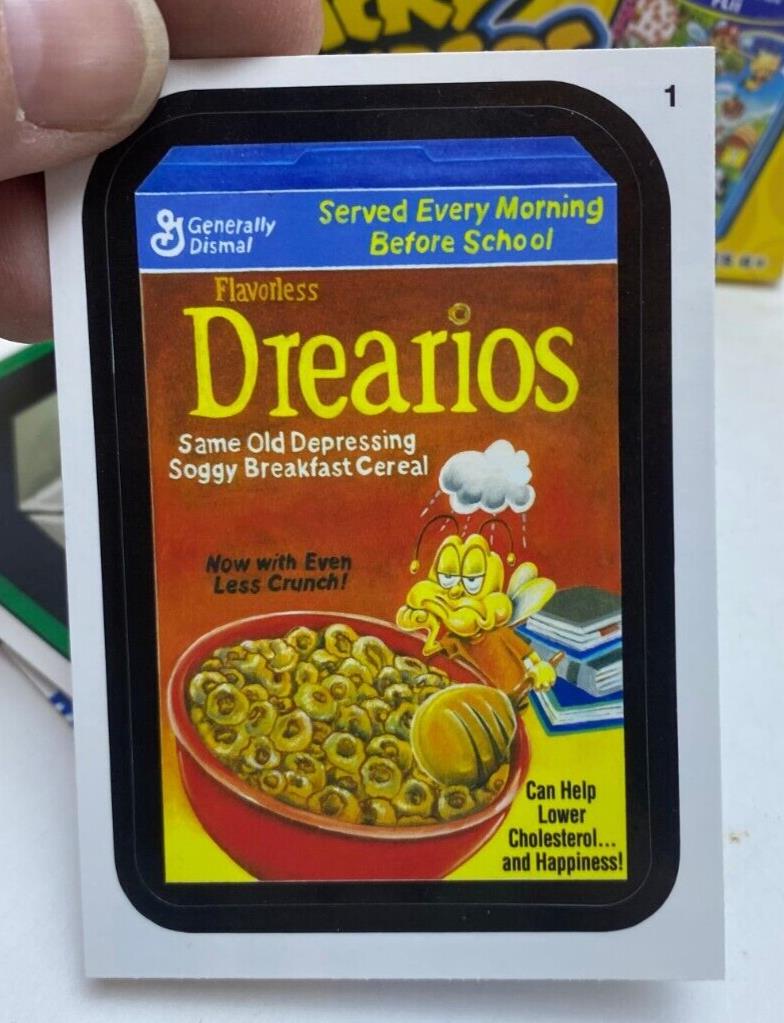 1
Generally
Dismal
Served Every Morning
Before School
Flavorless
Drearios
Same Old Depressing
Soggy Breakfast Cereal
Now with Even
Less Crunch!
Can Help
Lower
Cholesterol...
and Happiness!